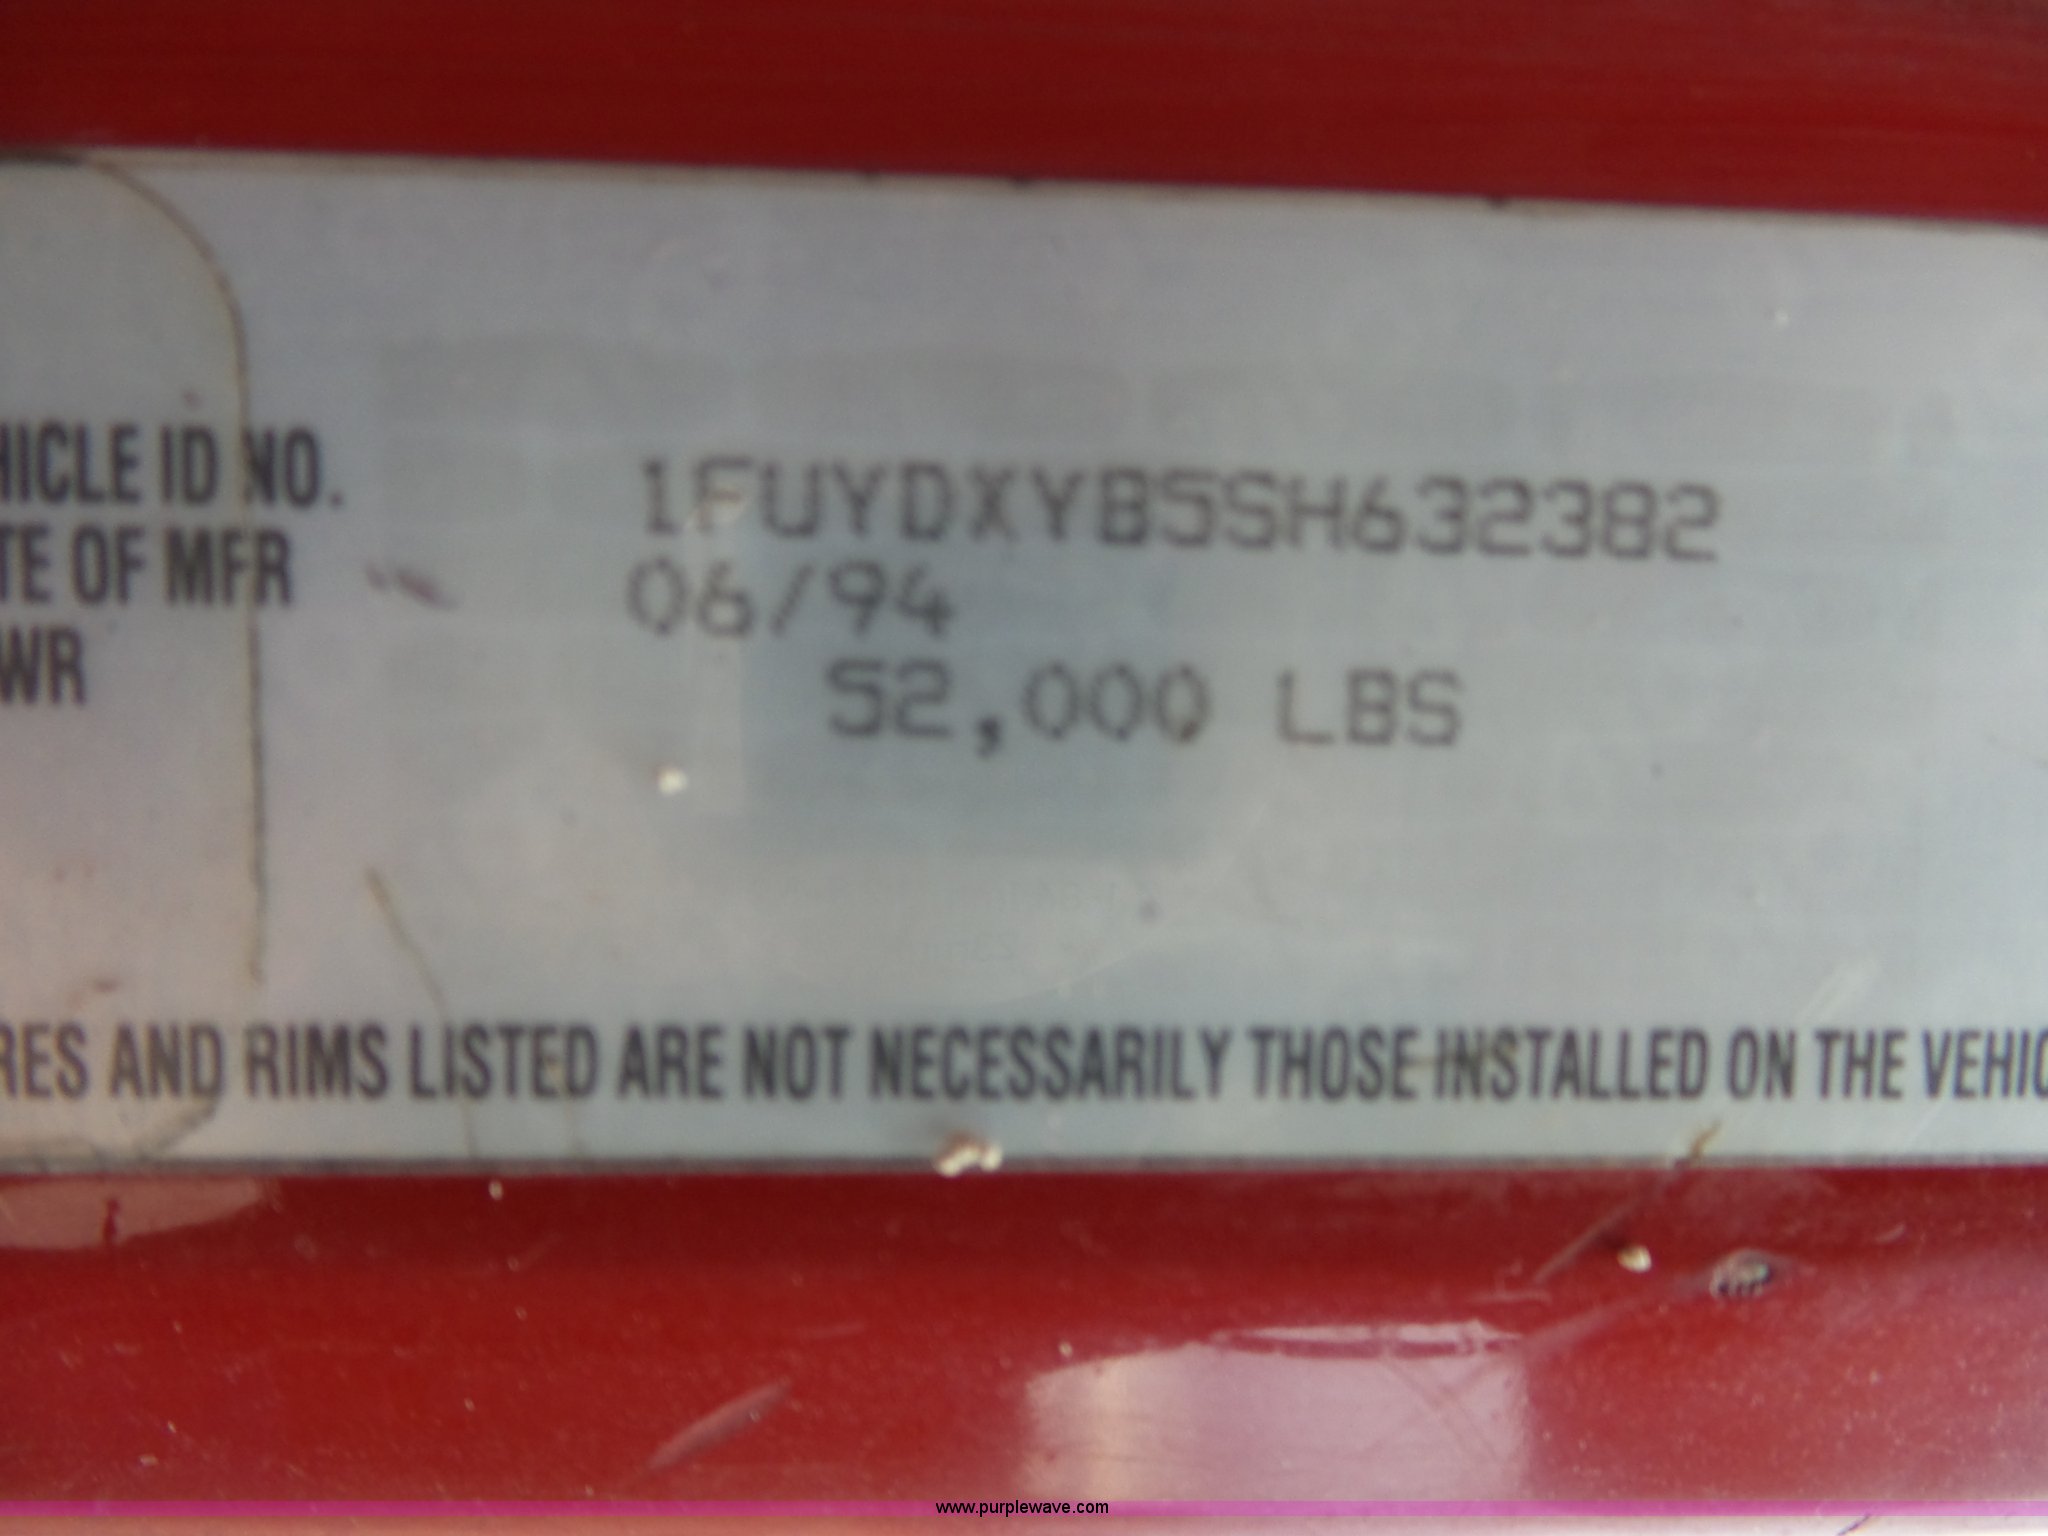 HICLE ID NO. 1FUYDXYB5SH632382
TE OF MFR 06/94
WR 52,000 LBS
RES AND RIMS LISTED ARE NOT NECESSARILY THOSE INSTALLED ON THE VEHIC
www.purplewave.com